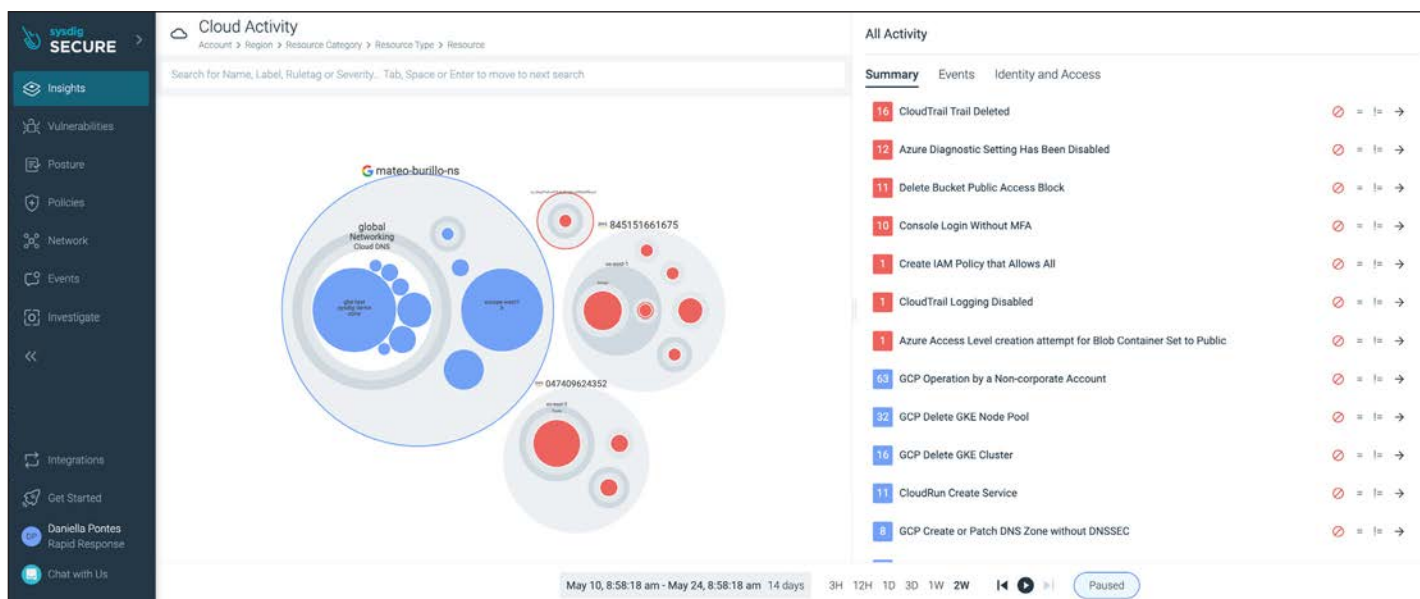 sysdig
SECURE
Insights
Vulnerabilities
Posture
Policies
Network
Events
Investigate
Integrations
Get Started
DP
Daniella Pontes
Rapid Response
Chat with Us
Cloud Activity
Account > Region > Resource Category > Resource Type > Resource
Search for Name, Label, Ruletag or Severity... Tab, Space or Enter to move to next search
mateo-burillo-ns
global
Networking
Cloud DNS
845151661675
047409624352
All Activity
Summary Events Identity and Access
16 CloudTrail Trail Deleted = != →
12 Azure Diagnostic Setting Has Been Disabled = != →
11 Delete Bucket Public Access Block = != →
10 Console Login Without MFA = != →
1 Create IAM Policy that Allows All = != →
1 CloudTrail Logging Disabled = != →
1 Azure Access Level creation attempt for Blob Container Set to Public = != →
63 GCP Operation by a Non-corporate Account = != →
32 GCP Delete GKE Node Pool = != →
16 GCP Delete GKE Cluster = != →
11 CloudRun Create Service = != →
8 GCP Create or Patch DNS Zone without DNSSEC = != →
May 10, 8:58:18 am - May 24, 8:58:18 am 14 days 3H 12H 1D 3D 1W 2W Paused